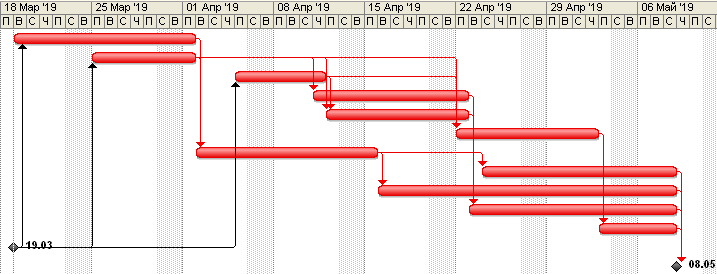 18 Мар '19 25 Мар '19 01 Апр '19 08 Апр '19 15 Апр '19 22 Апр '19 29 Апр '19 06 Май '19
П В С Ч П С В П В С Ч П С В П В С Ч П С В П В С Ч П С В П В С Ч П С В П В С Ч П С В П В С Ч П С В П В С Ч П С
19.03
08.05